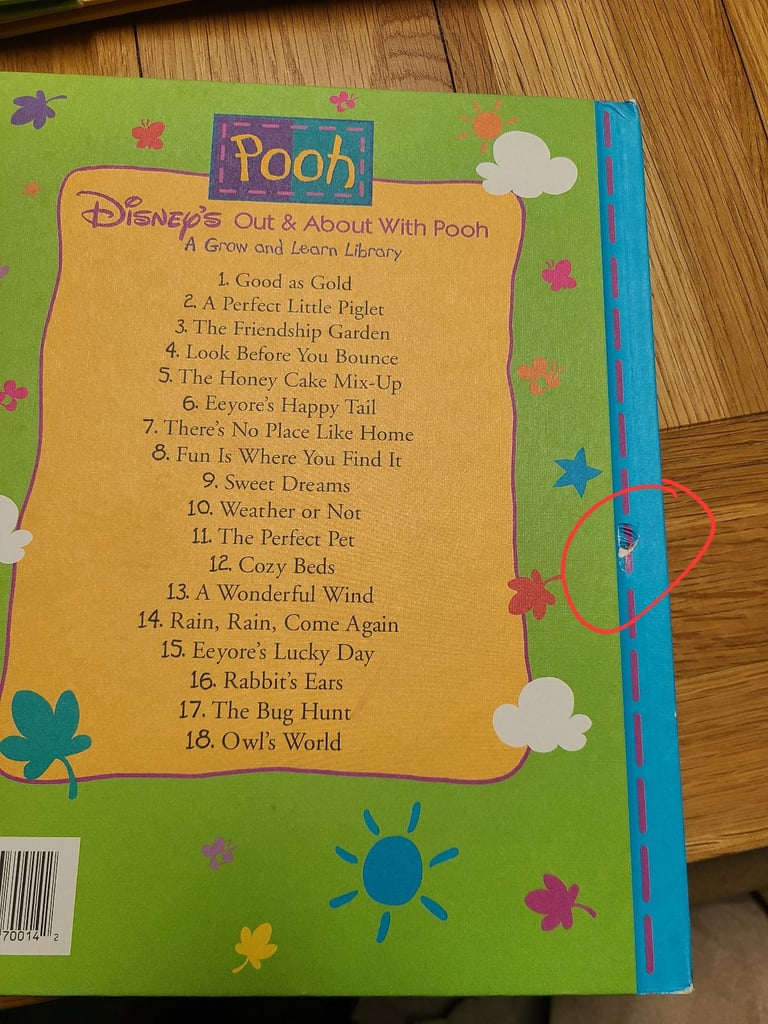 Pooh
Disney's Out & About With Pooh
A Grow and Learn Library
1. Good as Gold
2. A Perfect Little Piglet
3. The Friendship Garden
4. Look Before You Bounce
5. The Honey Cake Mix-Up
6. Eeyore's Happy Tail
7. There's No Place Like Home
8. Fun Is Where You Find It
9. Sweet Dreams
10. Weather or Not
11. The Perfect Pet
12. Cozy Beds
13. A Wonderful Wind
14. Rain, Rain, Come Again
15. Eeyore's Lucky Day
16. Rabbit's Ears
17. The Bug Hunt
18. Owl's World
70014 2